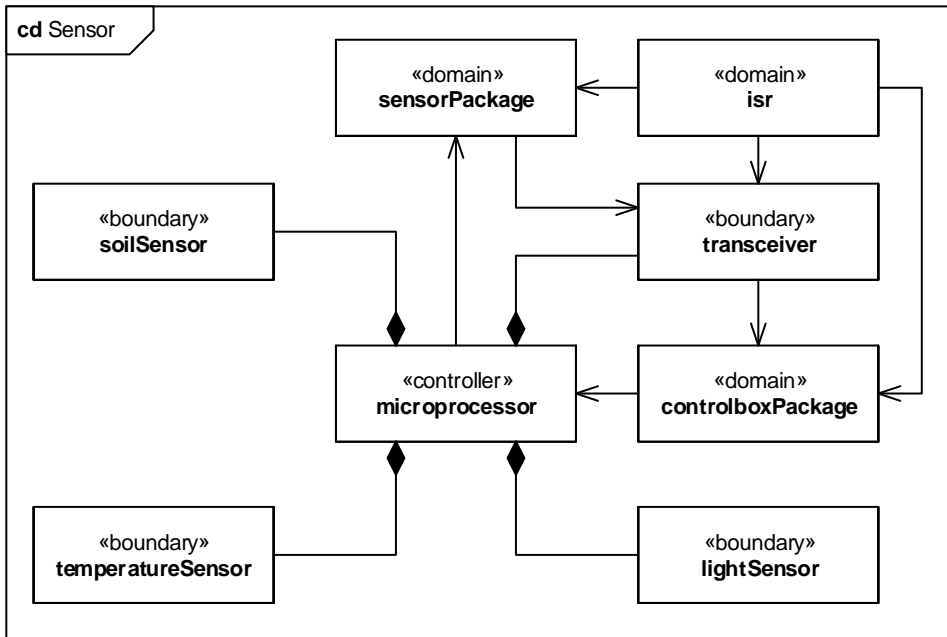 cd Sensor
«domain»
sensorPackage
«domain»
isr
«boundary»
soilSensor
«boundary»
transceiver
«controller»
microprocessor
«domain»
controlboxPackage
«boundary»
temperatureSensor
«boundary»
lightSensor